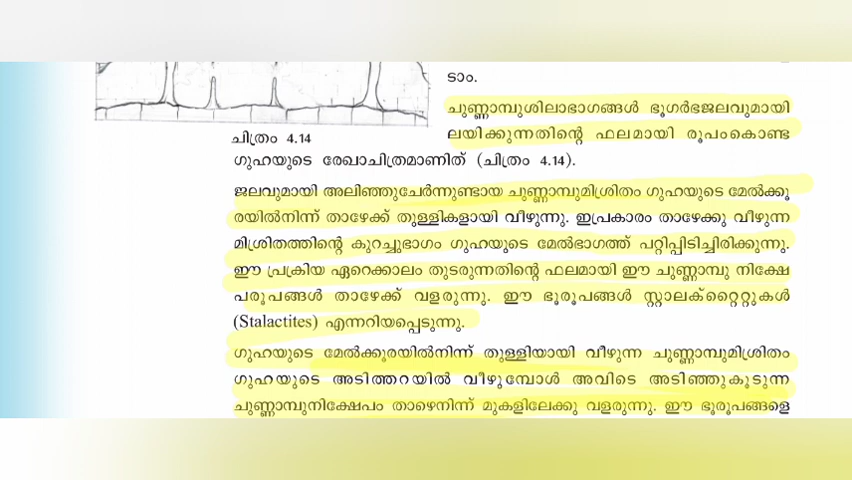 ടാം.
ചുണ്ണാമ്പുശിലാഭാഗങ്ങൾ ഭൂഗർഭജലവുമായി
ലയിക്കുന്നതിന്റെ ഫലമായി രൂപംകൊണ്ട
ചിത്രം 4.14
ഗുഹയുടെ രേഖാചിത്രമാണിത് (ചിത്രം 4.14).
ജലവുമായി അലിഞ്ഞുചേർന്നുണ്ടായ ചുണ്ണാമ്പുമിശ്രിതം ഗുഹയുടെ മേൽക്കൂ
രയിൽനിന്ന് താഴേക്ക് തുള്ളികളായി വീഴുന്നു. ഇപ്രകാരം താഴേക്കു വീഴുന്ന
മിശ്രിതത്തിന്റെ കുറച്ചുഭാഗം ഗുഹയുടെ മേൽഭാഗത്ത് പറ്റിപ്പിടിച്ചിരിക്കുന്നു.
ഈ പ്രക്രിയ ഏറെക്കാലം തുടരുന്നതിന്റെ ഫലമായി ഈ ചുണ്ണാമ്പു നിക്ഷേ
പരൂപങ്ങൾ താഴേക്ക് വളരുന്നു. ഈ ഭൂരൂപങ്ങൾ സ്റ്റാലക്റ്റൈറ്റുകൾ
(Stalactites) എന്നറിയപ്പെടുന്നു.
ഗുഹയുടെ മേൽക്കൂരയിൽനിന്ന് തുള്ളിയായി വീഴുന്ന ചുണ്ണാമ്പുമിശ്രിതം
ഗുഹയുടെ അടിത്തറയിൽ വീഴുമ്പോൾ അവിടെ അടിഞ്ഞുകൂടുന്ന
ചുണ്ണാമ്പുനിക്ഷേപം താഴെനിന്ന് മുകളിലേക്കു വളരുന്നു. ഈ ഭൂരൂപങ്ങളെ